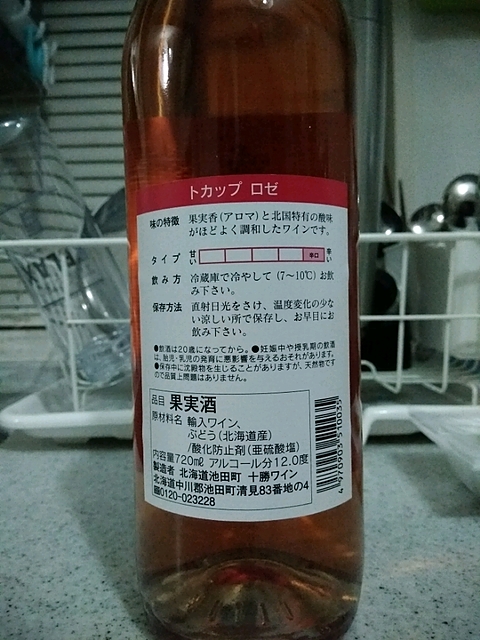 トカップ ロゼ
味の特徴 果実香(アロマ)と北国特有の酸味
がほどよく調和したワインです。
タイプ 甘い 辛口 辛い
飲み方 冷蔵庫で冷やして(7〜10℃)お飲
み下さい。
保存方法 直射日光をさけ、温度変化の少な
い涼しい所で保存し、お早目にお
飲み下さい。
●飲酒は20歳になってから。●妊娠中や授乳期の飲酒
は、胎児・乳児の発育に悪影響を与えるおそれがあります。
●保存中に沈殿物を生じることがありますが、天然物です
ので品質上問題はありません。
品目 果実酒
原材料名 輸入ワイン、
ぶどう(北海道産)
/酸化防止剤(亜硫酸塩)
内容量720㎖ アルコール分12.0度
製造者 北海道池田町 十勝ワイン
北海道中川郡池田町清見83番地の4
☎0120-023228
4 970903 510035